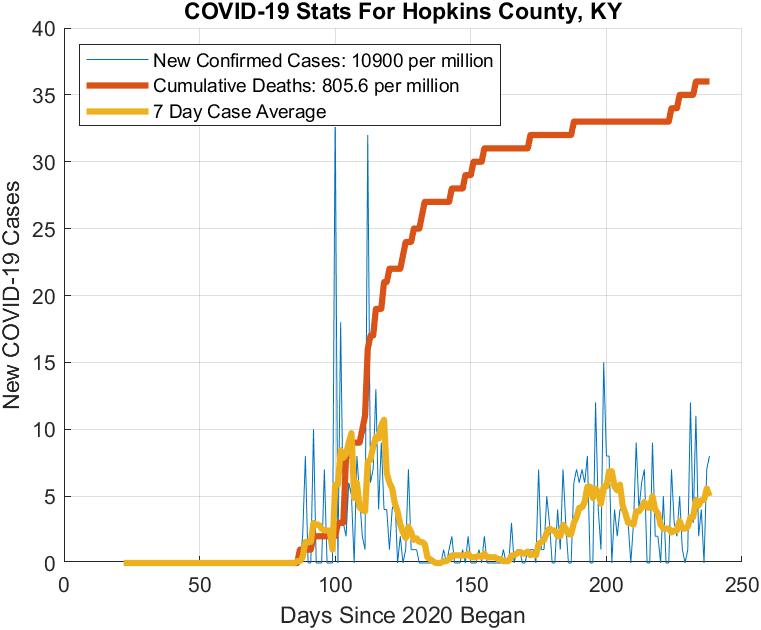 COVID-19 Stats For Hopkins County, KY
New Confirmed Cases: 10900 per million
Cumulative Deaths: 805.6 per million
7 Day Case Average
New COVID-19 Cases
40
35
30
25
20
15
10
5
0
0 50 100 150 200 250
Days Since 2020 Began